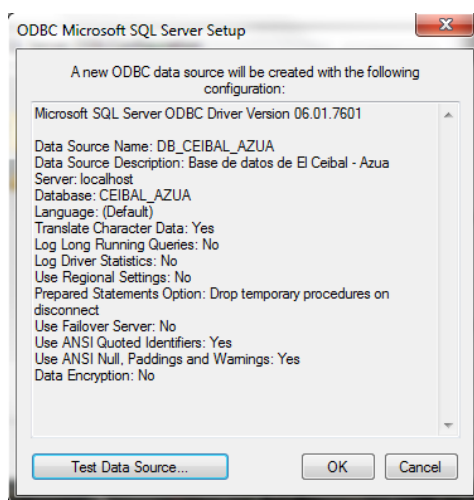 ODBC Microsoft SQL Server Setup
A new ODBC data source will be created with the following
configuration:
Microsoft SQL Server ODBC Driver Version 06.01.7601
Data Source Name: DB_CEIBAL_AZUA
Data Source Description: Base de datos de El Ceibal - Azua
Server: localhost
Database: CEIBAL_AZUA
Language: (Default)
Translate Character Data: Yes
Log Long Running Queries: No
Log Driver Statistics: No
Use Regional Settings: No
Prepared Statements Option: Drop temporary procedures on
disconnect
Use Failover Server: No
Use ANSI Quoted Identifiers: Yes
Use ANSI Null, Paddings and Warnings: Yes
Data Encryption: No
Test Data Source...
OK
Cancel